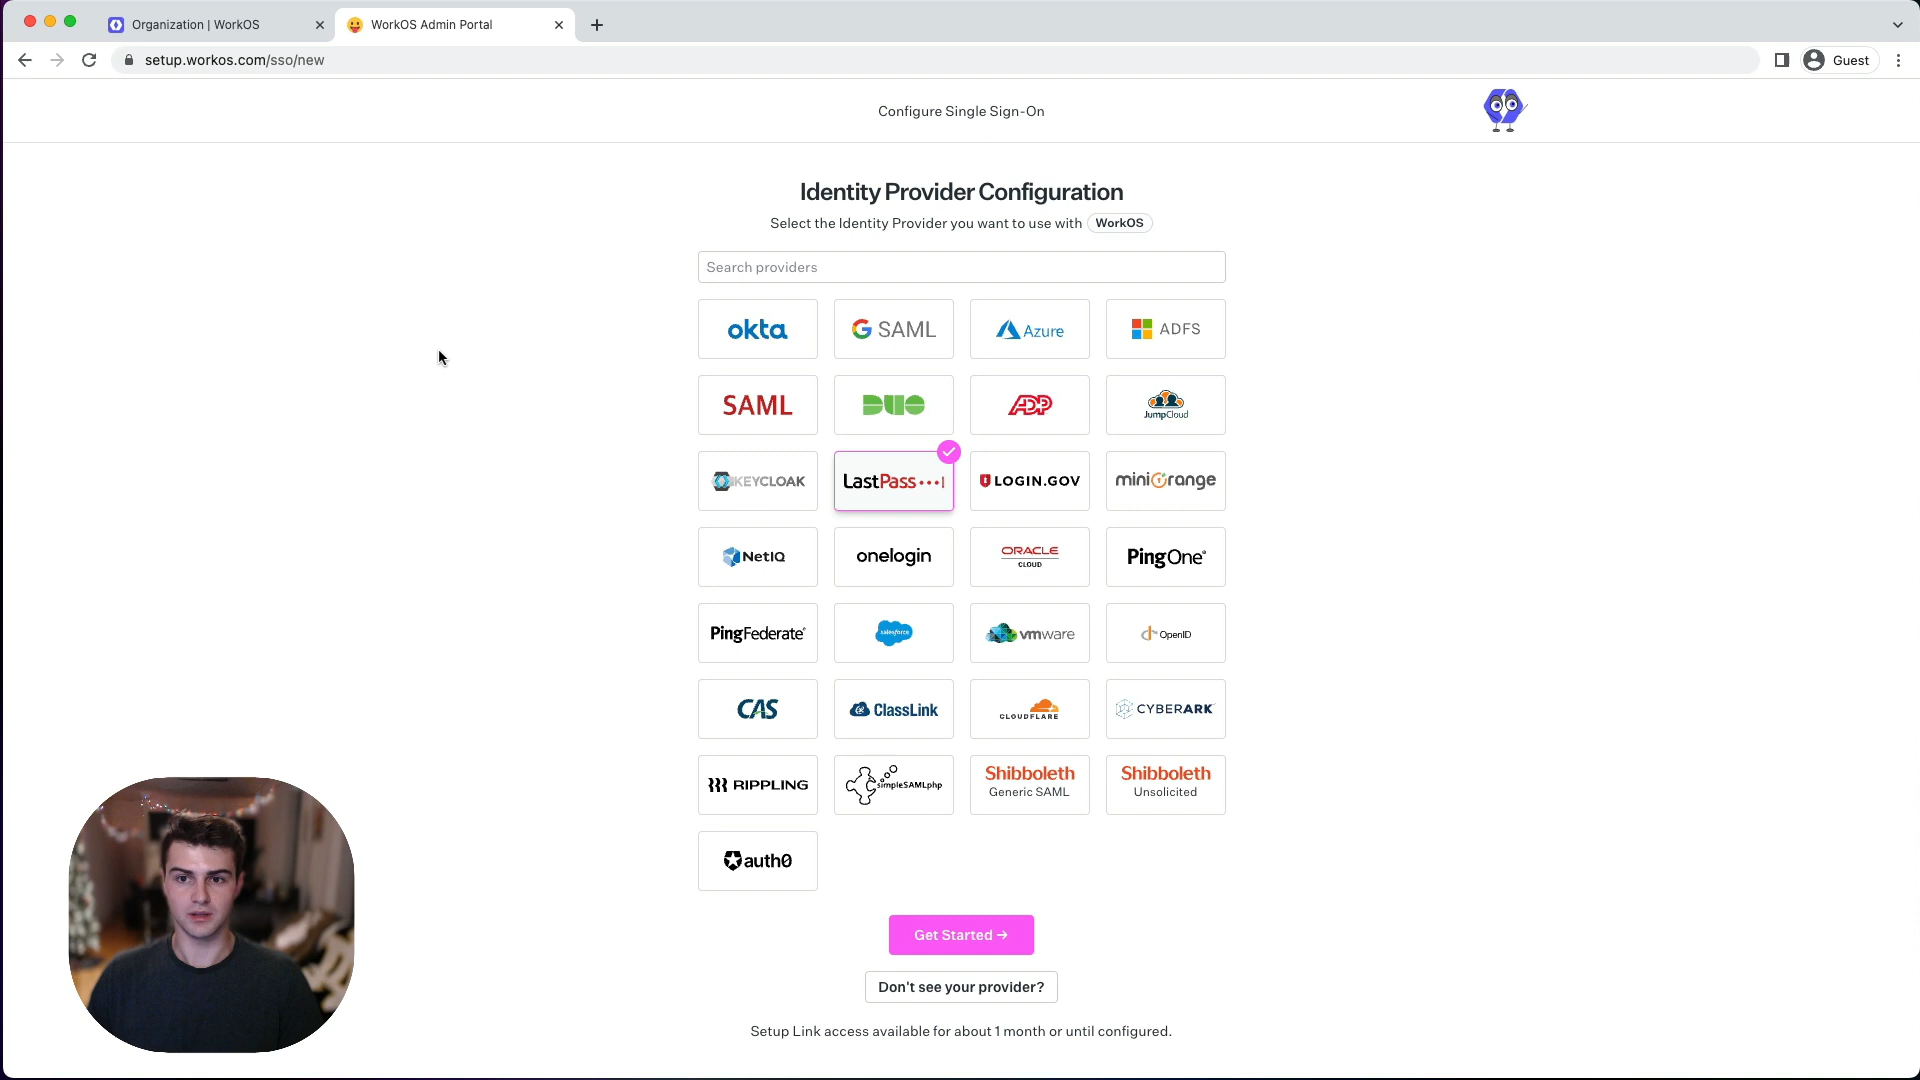 Organization | WorkOS
WorkOS Admin Portal
setup.workos.com/sso/new
Guest
Configure Single Sign-On
Identity Provider Configuration
Select the Identity Provider you want to use with WorkOS
Search providers
okta
G SAML
Azure
ADFS
SAML
DUO
ADP
JumpCloud
KEYCLOAK
LastPass
LOGIN.GOV
miniOrange
NetIQ
onelogin
ORACLE
CLOUD
PingOne
PingFederate
salesforce
vmware
OpenID
CAS
ClassLink
CLOUDFLARE
CYBERARK
RIPPLING
simpleSAMLphp
Shibboleth
Generic SAML
Shibboleth
Unsolicited
auth0
Get Started →
Don't see your provider?
Setup Link access available for about 1 month or until configured.